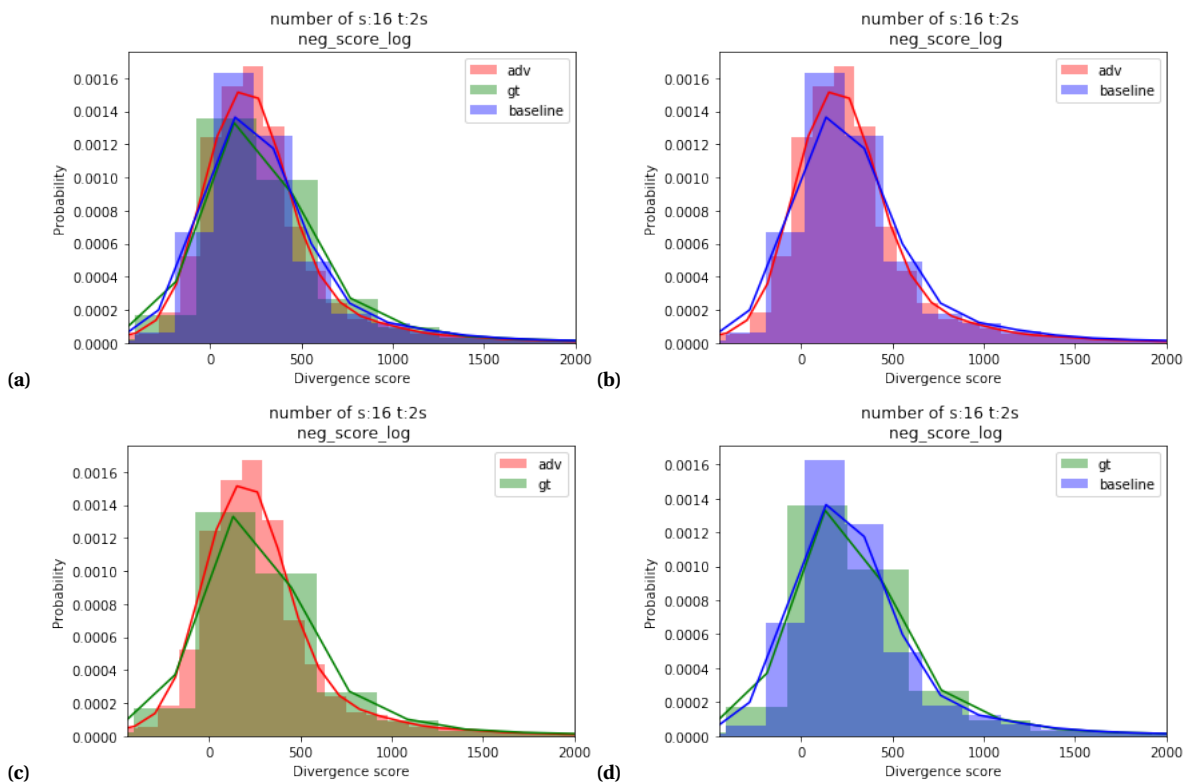 number of s:16 t:2s
neg_score_log
adv
gt
baseline
Probability
0.0016
0.0014
0.0012
0.0010
0.0008
0.0006
0.0004
0.0002
0.0000
0 500 1000 1500 2000
Divergence score
(a)
number of s:16 t:2s
neg_score_log
adv
baseline
Probability
0.0016
0.0014
0.0012
0.0010
0.0008
0.0006
0.0004
0.0002
0.0000
0 500 1000 1500 2000
Divergence score
(b)
number of s:16 t:2s
neg_score_log
adv
gt
Probability
0.0016
0.0014
0.0012
0.0010
0.0008
0.0006
0.0004
0.0002
0.0000
0 500 1000 1500 2000
Divergence score
(c)
number of s:16 t:2s
neg_score_log
gt
baseline
Probability
0.0016
0.0014
0.0012
0.0010
0.0008
0.0006
0.0004
0.0002
0.0000
0 500 1000 1500 2000
Divergence score
(d)